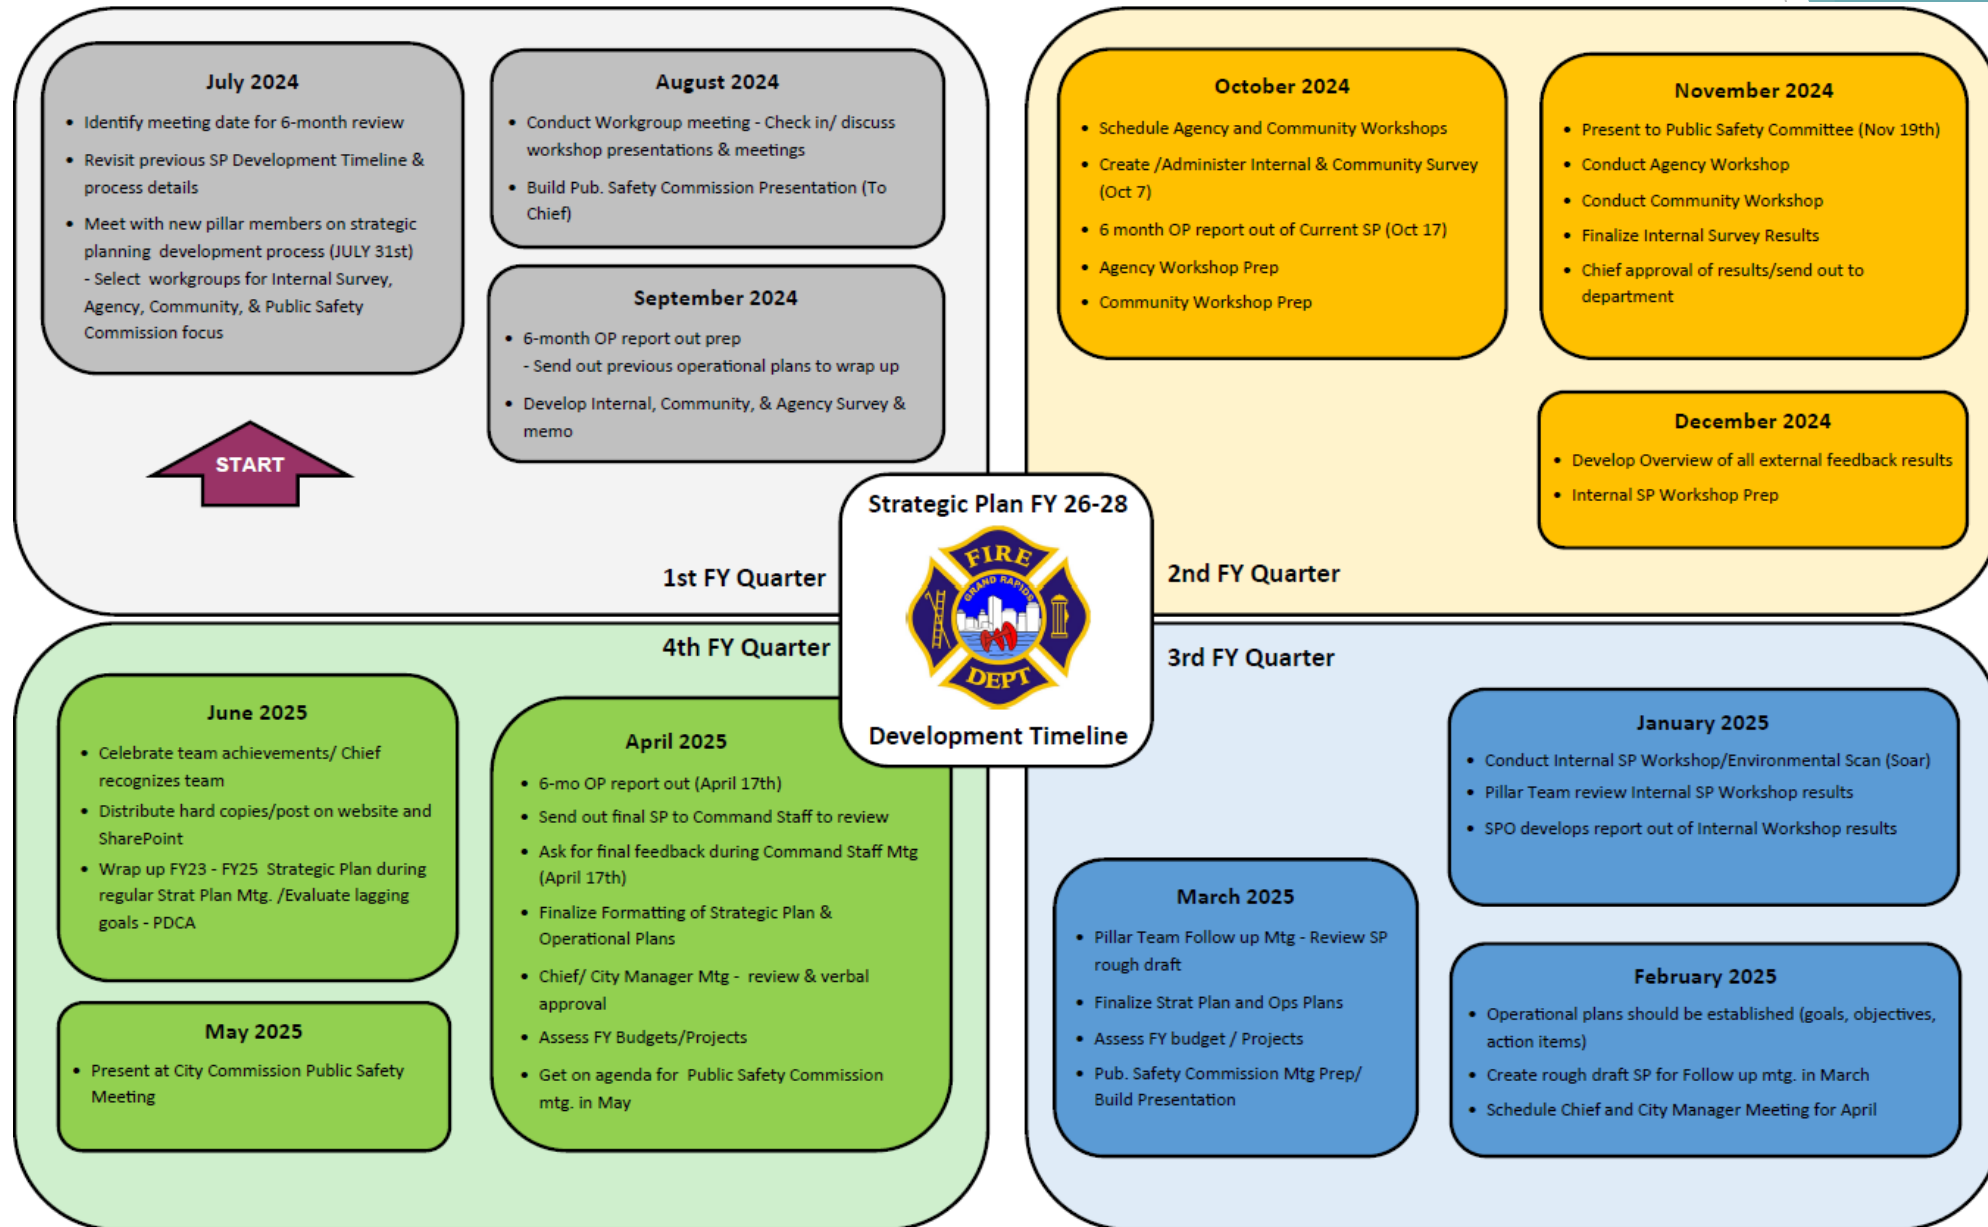 July 2024
• Identify meeting date for 6-month review
• Revisit previous SP Development Timeline &
process details
• Meet with new pillar members on strategic
planning development process (JULY 31st)
- Select workgroups for Internal Survey,
Agency, Community, & Public Safety
Commission focus
START
August 2024
• Conduct Workgroup meeting - Check in/ discuss
workshop presentations & meetings
• Build Pub. Safety Commission Presentation (To
Chief)
September 2024
• 6-month OP report out prep
- Send out previous operational plans to wrap up
• Develop Internal, Community, & Agency Survey &
memo
1st FY Quarter
October 2024
• Schedule Agency and Community Workshops
• Create /Administer Internal & Community Survey
(Oct 7)
• 6 month OP report out of Current SP (Oct 17)
• Agency Workshop Prep
• Community Workshop Prep
November 2024
• Present to Public Safety Committee (Nov 19th)
• Conduct Agency Workshop
• Conduct Community Workshop
• Finalize Internal Survey Results
• Chief approval of results/send out to
department
December 2024
• Develop Overview of all external feedback results
• Internal SP Workshop Prep
2nd FY Quarter
Strategic Plan FY 26-28
FIRE
GRAND RAPIDS
DEPT
Development Timeline
3rd FY Quarter
January 2025
• Conduct Internal SP Workshop/Environmental Scan (Soar)
• Pillar Team review Internal SP Workshop results
• SPO develops report out of Internal Workshop results
February 2025
• Operational plans should be established (goals, objectives,
action items)
• Create rough draft SP for Follow up mtg. in March
• Schedule Chief and City Manager Meeting for April
March 2025
• Pillar Team Follow up Mtg - Review SP
rough draft
• Finalize Strat Plan and Ops Plans
• Assess FY budget / Projects
• Pub. Safety Commission Mtg Prep/
Build Presentation
4th FY Quarter
April 2025
• 6-mo OP report out (April 17th)
• Send out final SP to Command Staff to review
• Ask for final feedback during Command Staff Mtg
(April 17th)
• Finalize Formatting of Strategic Plan &
Operational Plans
• Chief/ City Manager Mtg - review & verbal
approval
• Assess FY Budgets/Projects
• Get on agenda for Public Safety Commission
mtg. in May
May 2025
• Present at City Commission Public Safety
Meeting
June 2025
• Celebrate team achievements/ Chief
recognizes team
• Distribute hard copies/post on website and
SharePoint
• Wrap up FY23 - FY25 Strategic Plan during
regular Strat Plan Mtg. /Evaluate lagging
goals - PDCA